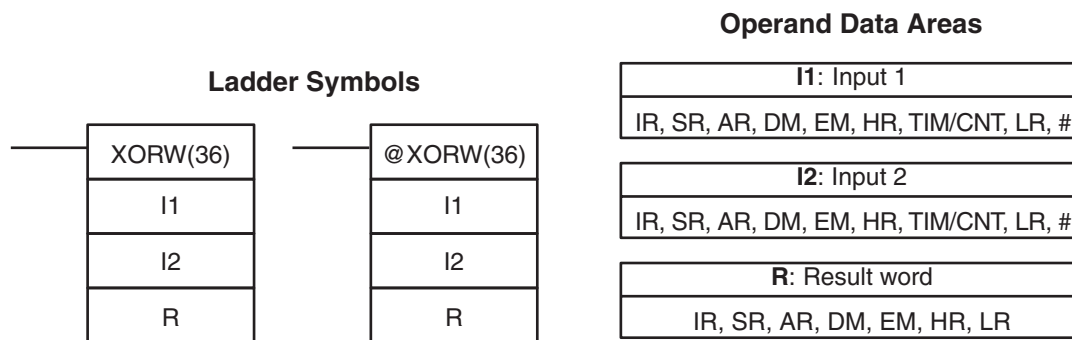 Ladder Symbols
XORW(36)
I1
I2
R
@XORW(36)
I1
I2
R
Operand Data Areas
I1: Input 1
IR, SR, AR, DM, EM, HR, TIM/CNT, LR, #
I2: Input 2
IR, SR, AR, DM, EM, HR, TIM/CNT, LR, #
R: Result word
IR, SR, AR, DM, EM, HR, LR